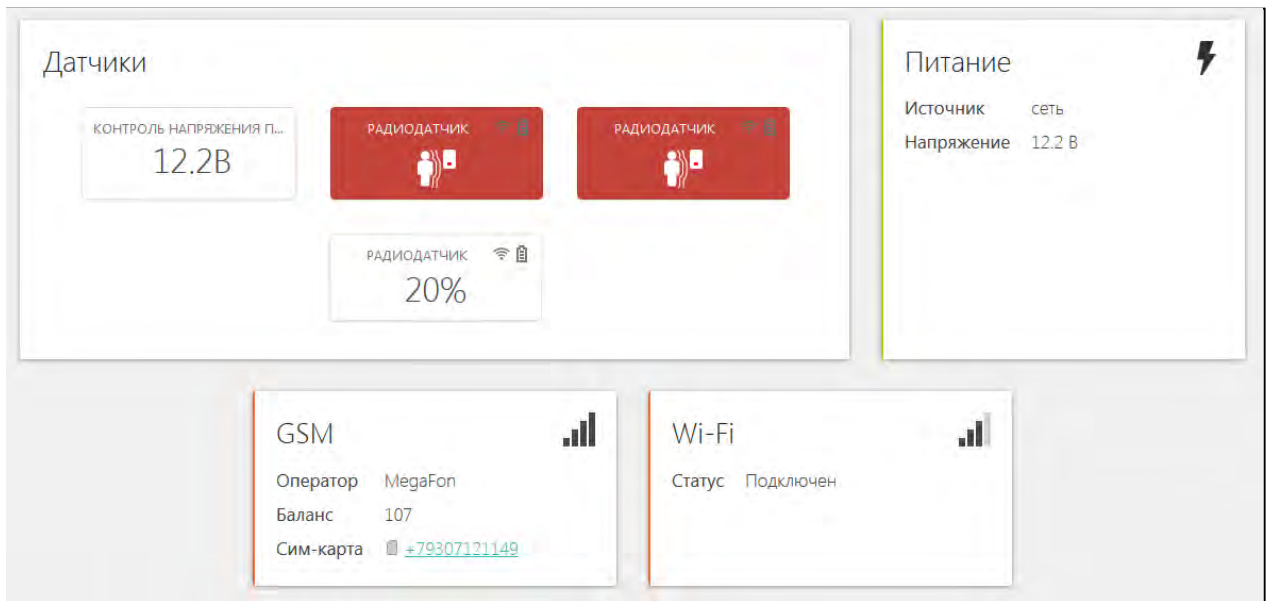 Датчики
КОНТРОЛЬ НАПРЯЖЕНИЯ П...
12.2В
РАДИОДАТЧИК
РАДИОДАТЧИК
РАДИОДАТЧИК
20%
Питание
Источник сеть
Напряжение 12.2 В
GSM
Оператор MegaFon
Баланс 107
Сим-карта +79307121149
Wi-Fi
Статус Подключен